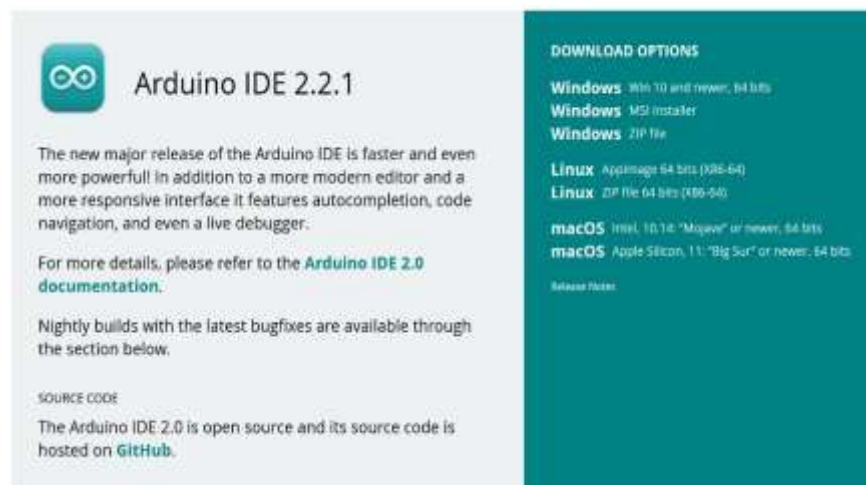 Arduino IDE 2.2.1
The new major release of the Arduino IDE is faster and even
more powerful! In addition to a more modern editor and a
more responsive interface it features autocompletion, code
navigation, and even a live debugger.
For more details, please refer to the Arduino IDE 2.0
documentation.
Nightly builds with the latest bugfixes are available through
the section below.
SOURCE CODE
The Arduino IDE 2.0 is open source and its source code is
hosted on GitHub.
DOWNLOAD OPTIONS
Windows Win 10 and newer, 64 bits
Windows MSI installer
Windows ZIP file
Linux AppImage 64 bits (X86-64)
Linux ZIP file 64 bits (X86-64)
macOS Intel, 10.14: "Mojave" or newer, 64 bits
macOS Apple Silicon, 11: "Big Sur" or newer, 64 bits
Release Notes